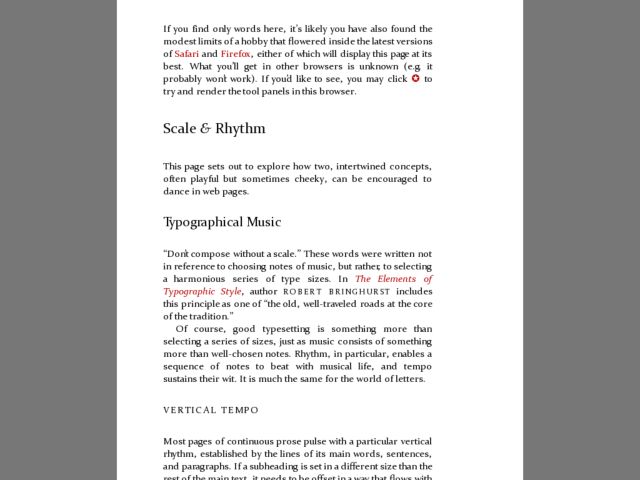 If you find only words here, it's likely you have also found the
modest limits of a hobby that flowered inside the latest versions
of Safari and Firefox, either of which will display this page at its
best. What you'll get in other browsers is unknown (e.g. it
probably won't work). If you'd like to see, you may click ✪ to
try and render the tool panels in this browser.
Scale & Rhythm
This page sets out to explore how two, intertwined concepts,
often playful but sometimes cheeky, can be encouraged to
dance in web pages.
Typographical Music
“Don't compose without a scale.” These words were written not
in reference to choosing notes of music, but rather, to selecting
a harmonious series of type sizes. In The Elements of
Typographic Style, author ROBERT BRINGHURST includes
this principle as one of “the old, well-traveled roads at the core
of the tradition.”
Of course, good typesetting is something more than
selecting a series of sizes, just as music consists of something
more than well-chosen notes. Rhythm, in particular, enables a
sequence of notes to beat with musical life, and tempo
sustains their wit. It is much the same for the world of letters.
VERTICAL TEMPO
Most pages of continuous prose pulse with a particular vertical
rhythm, established by the lines of its main words, sentences,
and paragraphs. If a subheading is set in a different size than the
rest of the main text, it needs to be offset in a way that flows with